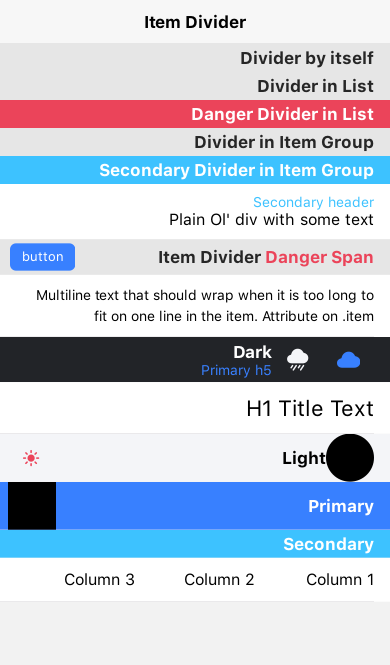 Item Divider
Divider by itself
Divider in List
Danger Divider in List
Divider in Item Group
Secondary Divider in Item Group
Secondary header
Plain Ol' div with some text
Item Divider Danger Span
button
Multiline text that should wrap when it is too long to
fit on one line in the item. Attribute on .item
Dark
Primary h5
H1 Title Text
Light
Primary
Secondary
Column 1 Column 2 Column 3